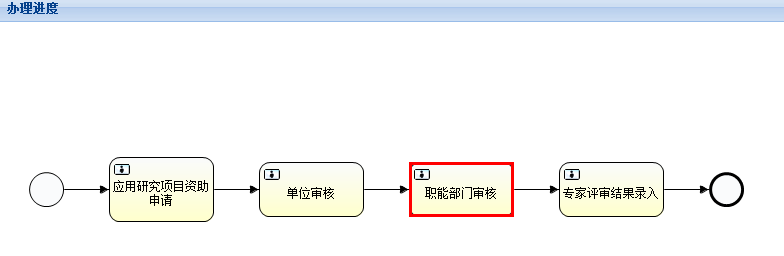 办理进度
应用研究项目资助
申请
单位审核
职能部门审核
专家评审结果录入